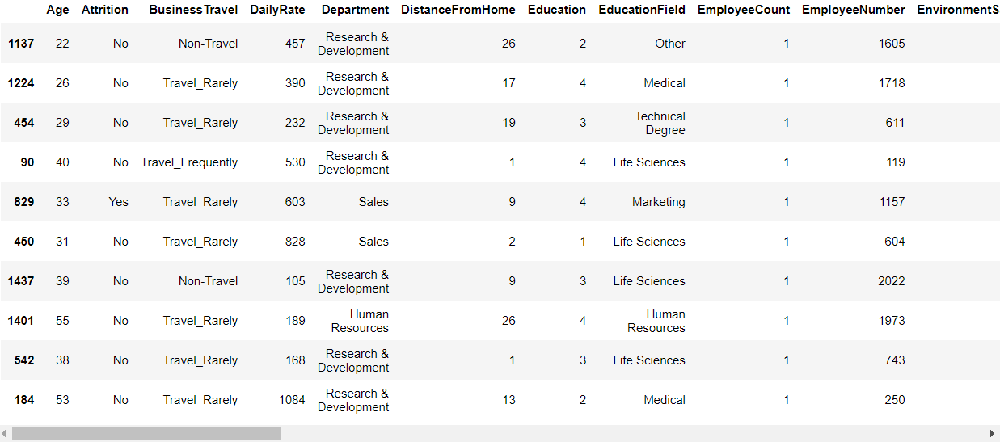 Age Attrition BusinessTravel DailyRate Department DistanceFromHome Education EducationField EmployeeCount EmployeeNumber EnvironmentS
1137 22 No Non-Travel 457 Research & Development 26 2 Other 1 1605
1224 26 No Travel_Rarely 390 Research & Development 17 4 Medical 1 1718
454 29 No Travel_Rarely 232 Research & Development 19 3 Technical Degree 1 611
90 40 No Travel_Frequently 530 Research & Development 1 4 Life Sciences 1 119
829 33 Yes Travel_Rarely 603 Sales 9 4 Marketing 1 1157
450 31 No Travel_Rarely 828 Sales 2 1 Life Sciences 1 604
1437 39 No Non-Travel 105 Research & Development 9 3 Life Sciences 1 2022
1401 55 No Travel_Rarely 189 Human Resources 26 4 Human Resources 1 1973
542 38 No Travel_Rarely 168 Research & Development 1 3 Life Sciences 1 743
184 53 No Travel_Rarely 1084 Research & Development 13 2 Medical 1 250